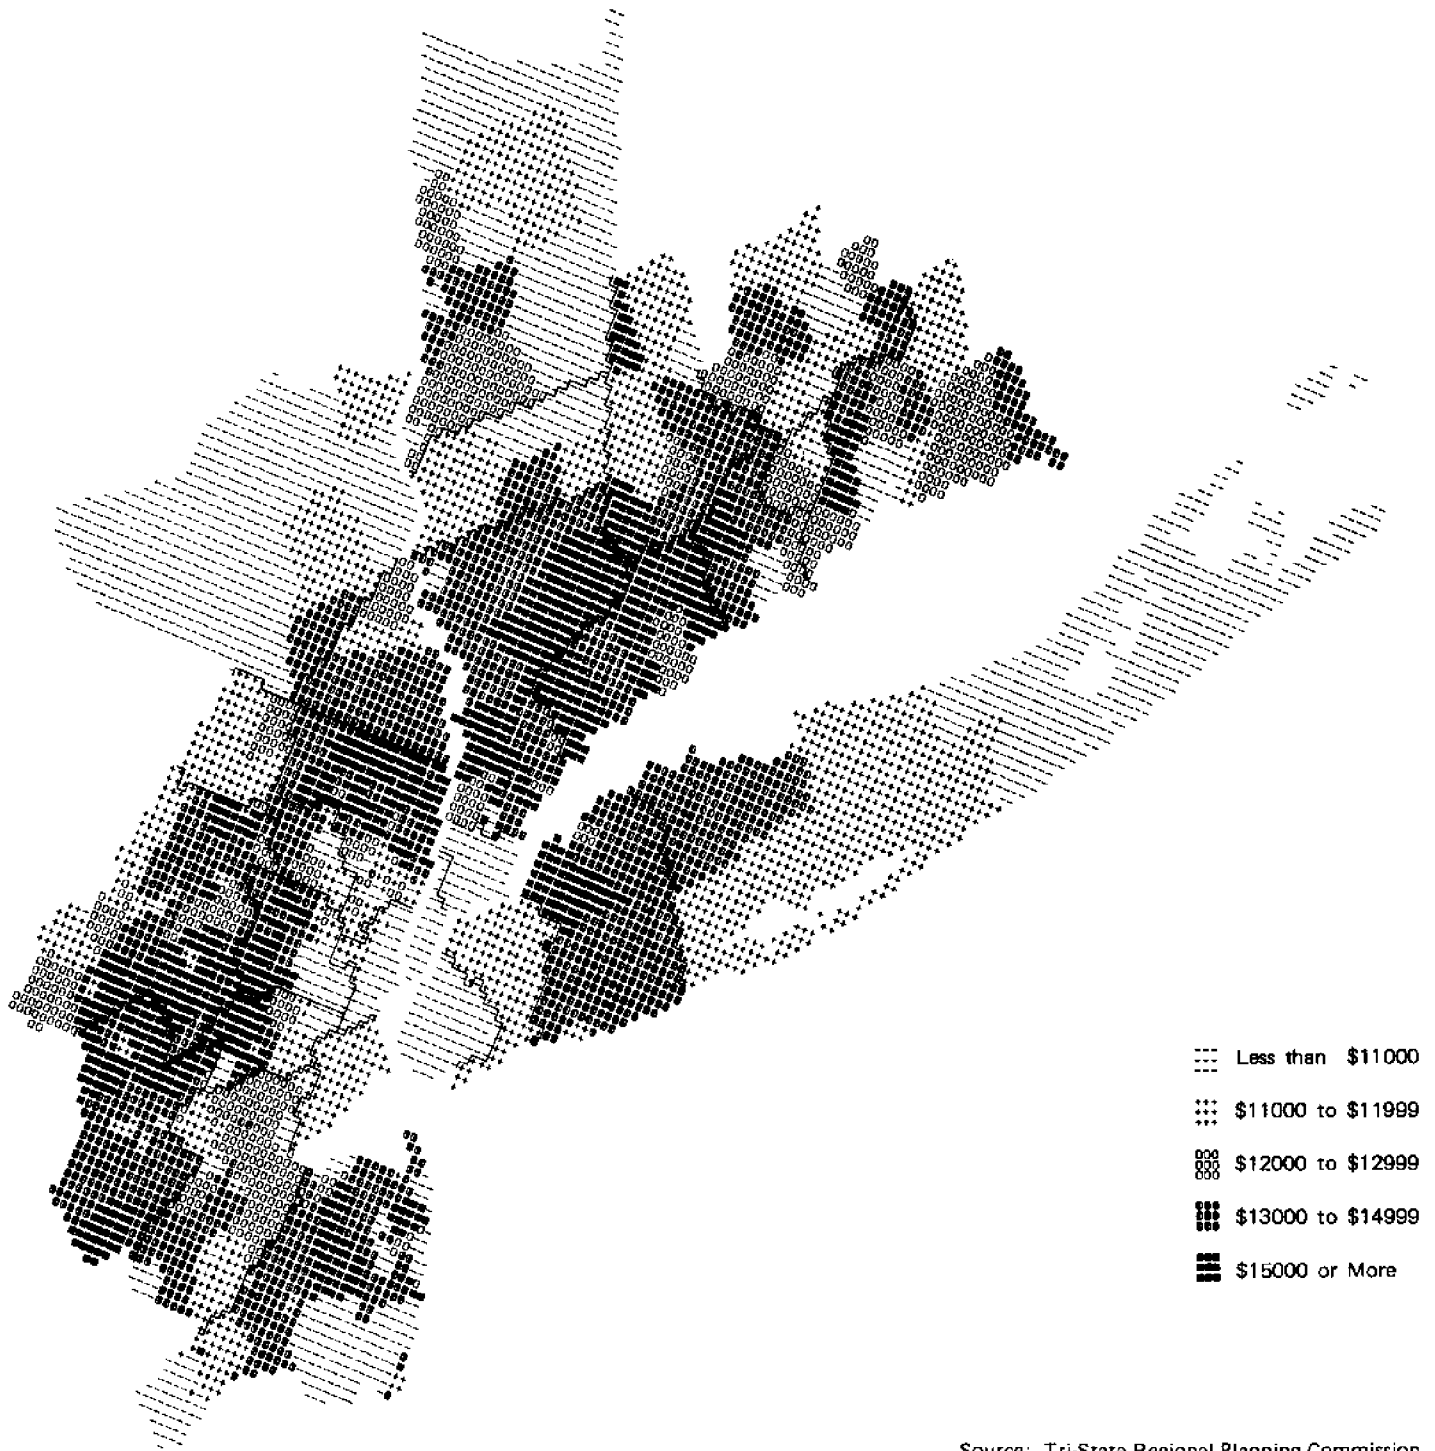 Less than $11000
$11000 to $11999
$12000 to $12999
$13000 to $14999
$15000 or More
Source: Tri-State Regional Planning Commission